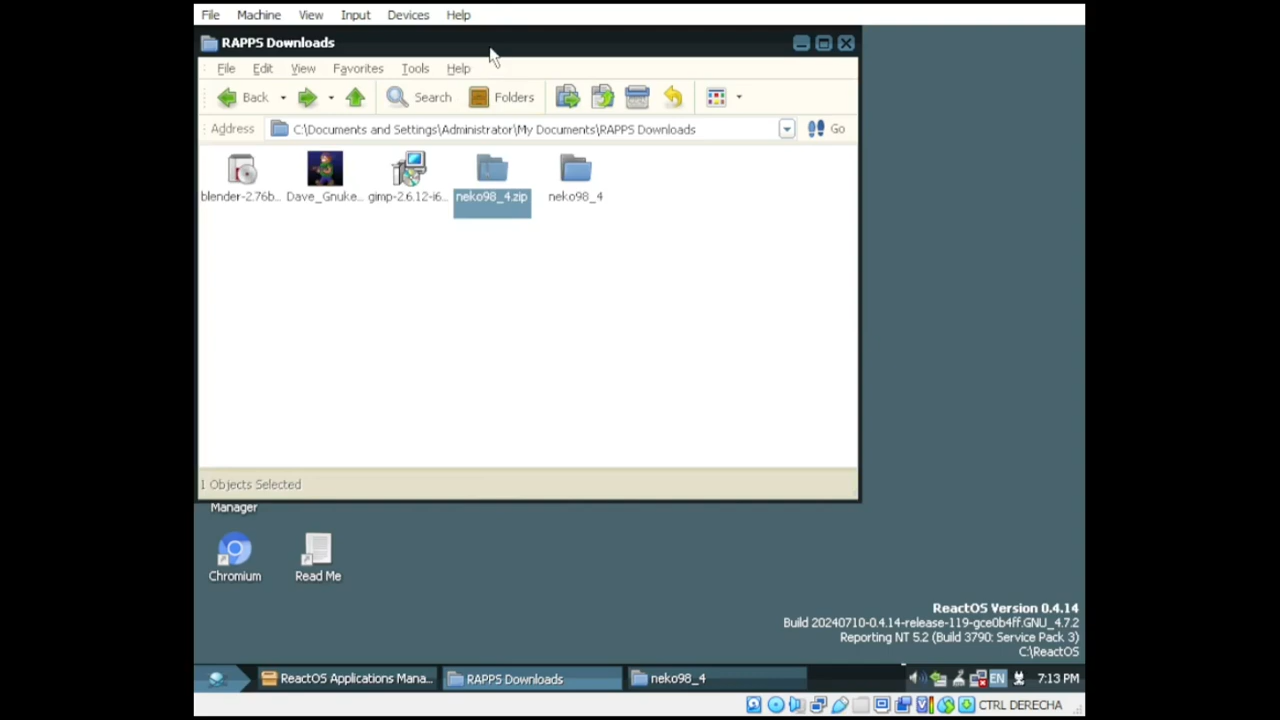 File Machine View Input Devices Help
RAPPS Downloads
File Edit View Favorites Tools Help
Back Search Folders
Address C:\Documents and Settings\Administrator\My Documents\RAPPS Downloads Go
blender-2.76b... Dave_Gnuke... gimp-2.6.12-i6... neko98_4.zip neko98_4
1 Objects Selected
Manager
Chromium Read Me
ReactOS Version 0.4.14
Build 20240710-0.4.14-release-119-gce0b4ff.GNU_4.7.2
Reporting NT 5.2 (Build 3790: Service Pack 3)
C:\ReactOS
ReactOS Applications Mana... RAPPS Downloads neko98_4 EN 7:13 PM
CTRL DERECHA